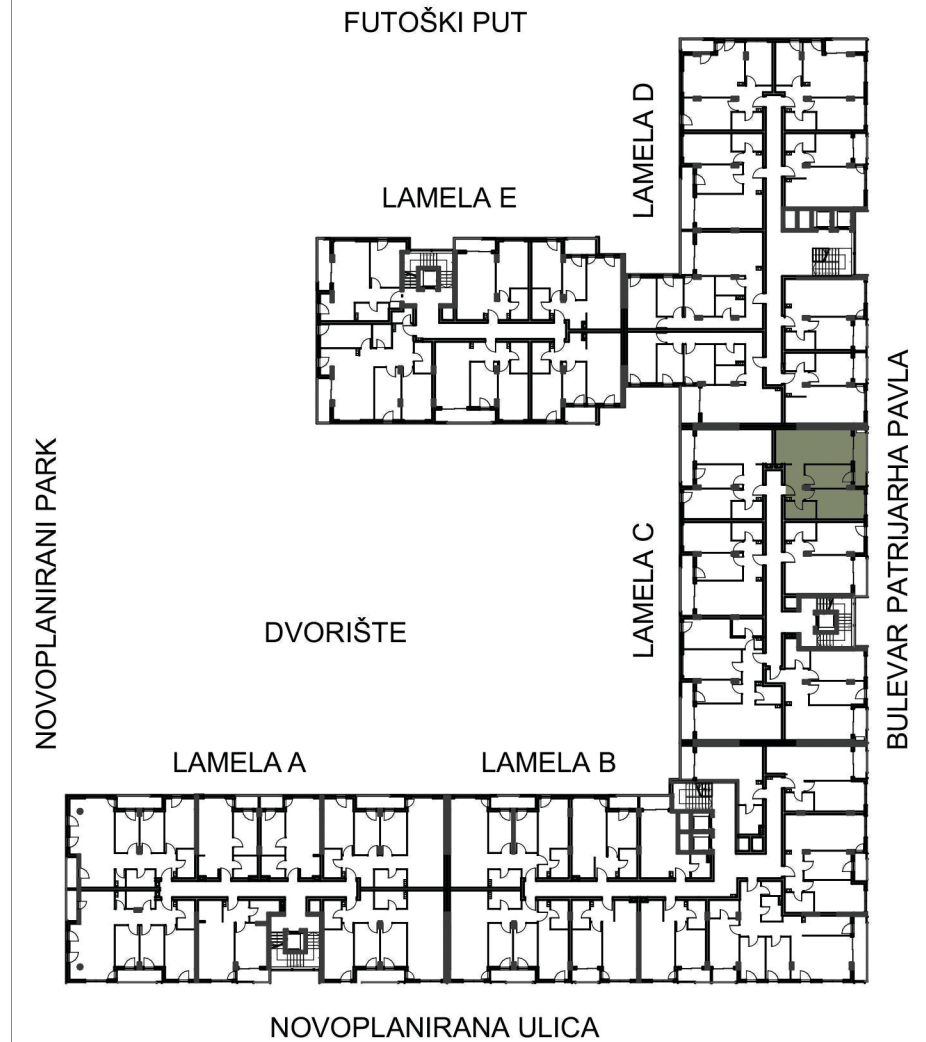 FUTOŠKI PUT
LAMELA D
LAMELA E
BULEVAR PATRIJARHA PAVLA
NOVOPLANIRANI PARK
LAMELA C
DVORIŠTE
LAMELA A
LAMELA B
NOVOPLANIRANA ULICA